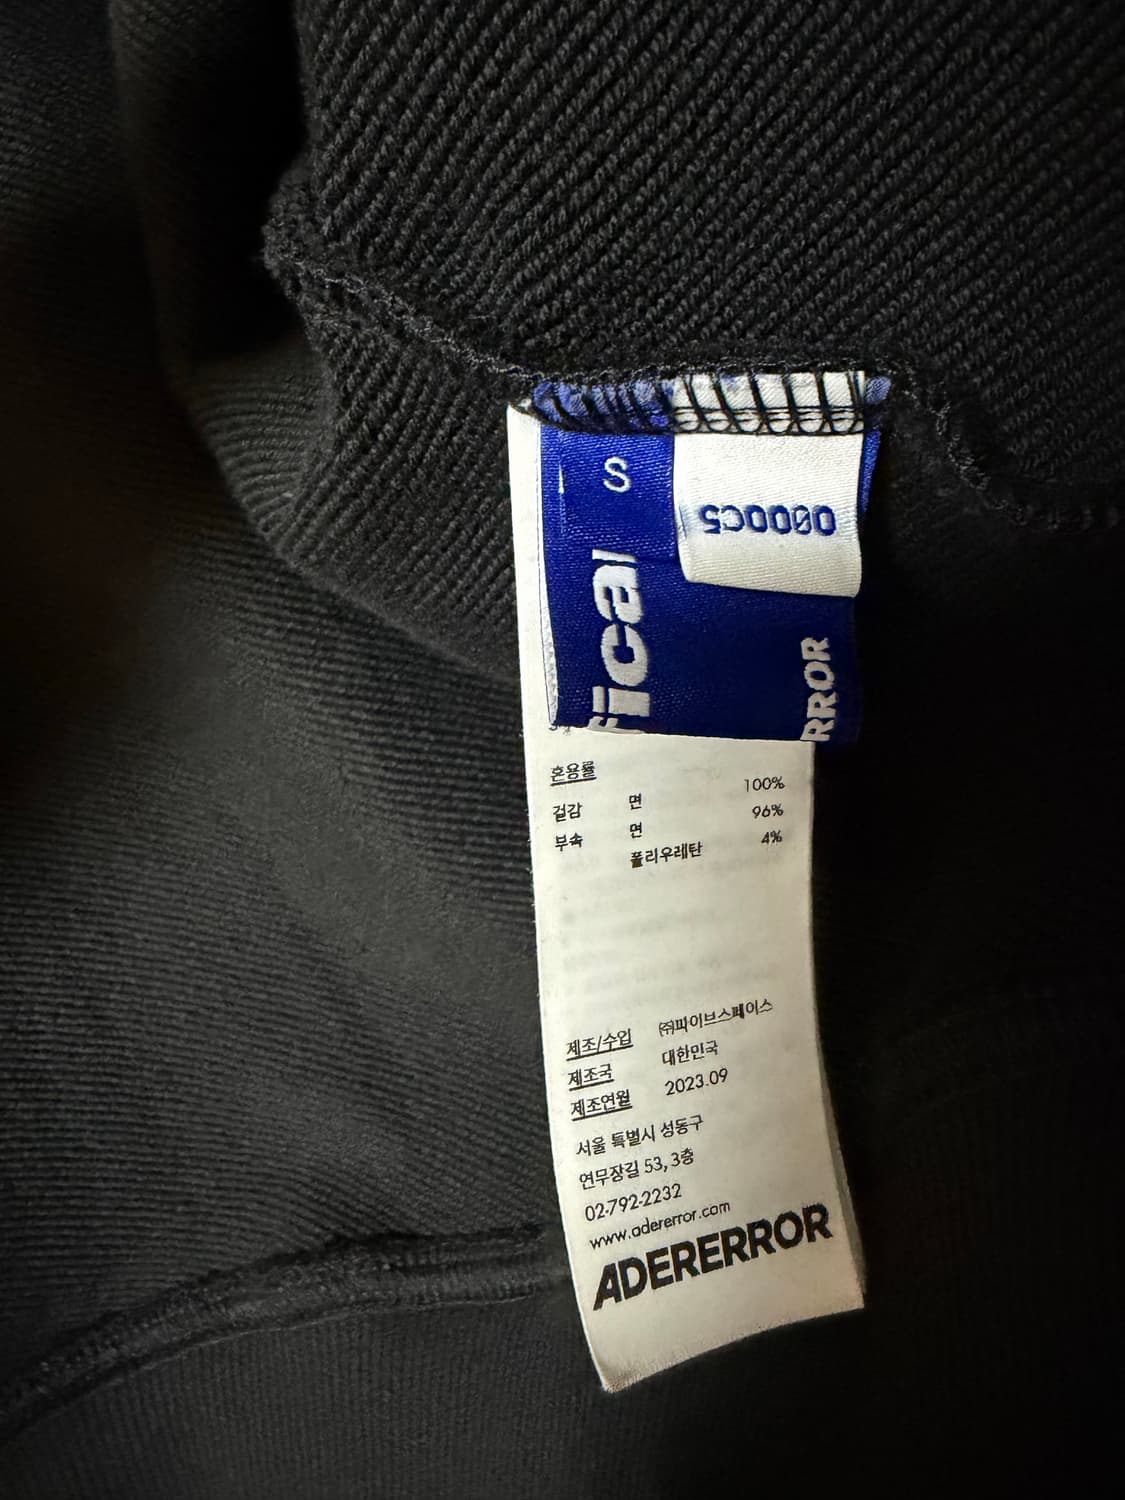 S
0000C5
fical
RROR
혼용률
겉감 면 100%
부속 면 96%
폴리우레탄 4%
제조/수입 ㈜파이브스페이스
제조국 대한민국
제조연월 2023.09
서울 특별시 성동구
연무장길 53, 3층
02-792-2232
www.adererror.com
ADERERROR